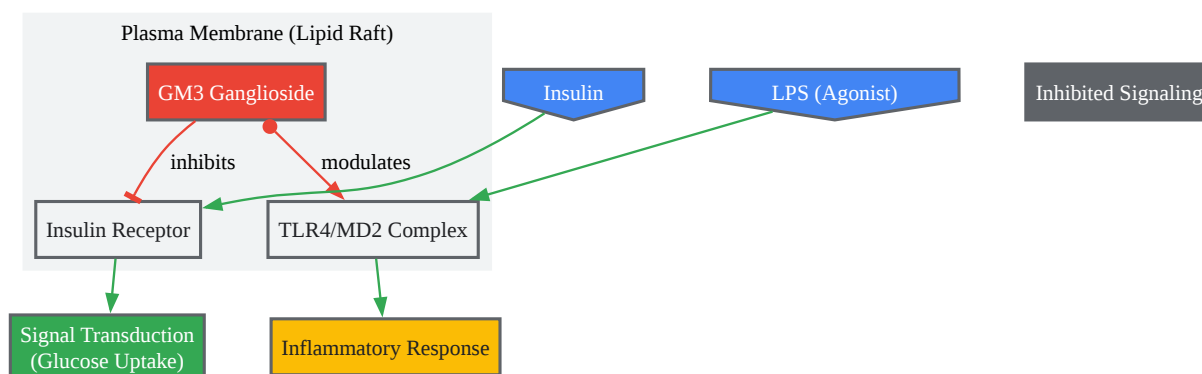 Plasma Membrane (Lipid Raft)
GM3 Ganglioside
Insulin
LPS (Agonist)
Inhibited Signaling
inhibits
modulates
Insulin Receptor
TLR4/MD2 Complex
Signal Transduction
(Glucose Uptake)
Inflammatory Response